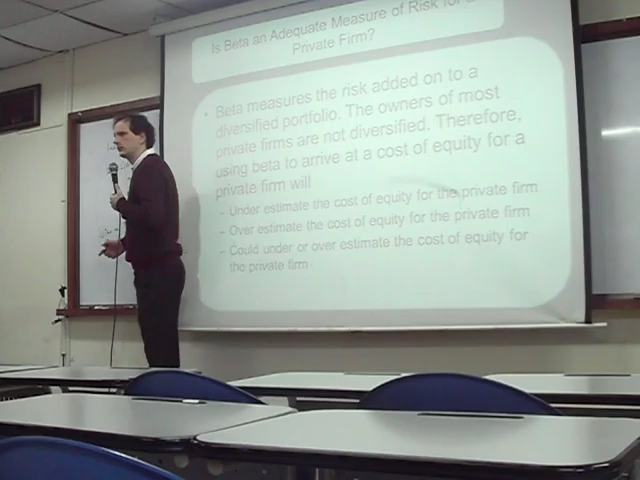 Is Beta an Adequate Measure of Risk for a
Private Firm?
• Beta measures the risk added on to a
diversified portfolio. The owners of most
private firms are not diversified. Therefore,
using beta to arrive at a cost of equity for a
private firm will
– Under estimate the cost of equity for the private firm
– Over estimate the cost of equity for the private firm
– Could under or over estimate the cost of equity for
the private firm